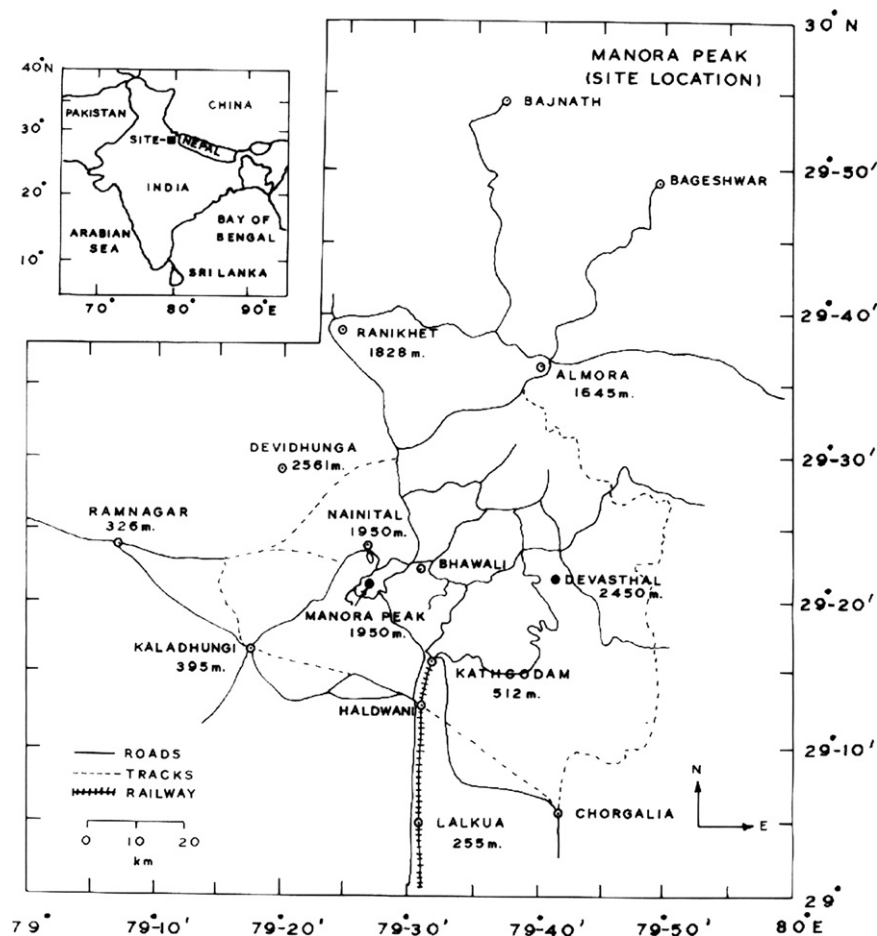 30° N
MANORA PEAK
(SITE LOCATION)
40°N
30°
20°
10°
PAKISTAN
CHINA
SITE
NEPAL
INDIA
ARABIAN
SEA
BAY OF
BENGAL
SRI LANKA
70° 80° 90°E
BAJNATH
BAGESHWAR
29°-50'
29°-40'
RANIKHET
1828 m.
ALMORA
1645 m.
DEVIDHUNGA
2561 m.
29°-30'
RAMNAGAR
326 m.
NAINITAL
1950 m.
BHAWALI
DEVASTHAL
2450 m.
29°-20'
MANORA PEAK
1950 m.
KALADHUNGI
395 m.
KATHGODAM
512 m.
HALDWANI
29°-10'
ROADS
TRACKS
RAILWAY
0 10 20
km
LALKUA
255 m.
CHORGALIA
N
E
29°
79° 79°-10' 79°-20' 79°-30' 79°-40' 79°-50' 80°E